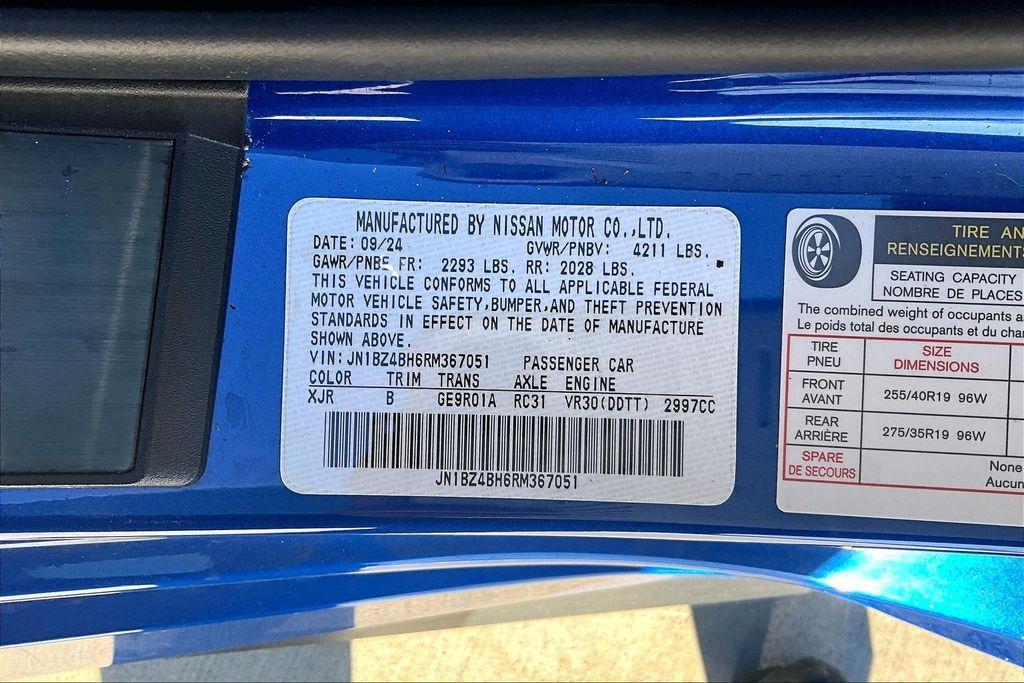 MANUFACTURED BY NISSAN MOTOR CO.,LTD.
DATE: 09/24 GVWR/PNBV: 4211 LBS.
GAWR/PNBE FR: 2293 LBS. RR: 2028 LBS.
THIS VEHICLE CONFORMS TO ALL APPLICABLE FEDERAL
MOTOR VEHICLE SAFETY,BUMPER,AND THEFT PREVENTION
STANDARDS IN EFFECT ON THE DATE OF MANUFACTURE
SHOWN ABOVE.
VIN: JN1BZ4BH6RM367051 PASSENGER CAR
COLOR TRIM TRANS AXLE ENGINE
XJR B GE9R01A RC31 VR30(DDTT) 2997CC
JN1BZ4BH6RM367051
TIRE AN
RENSEIGNEMENTS
SEATING CAPACITY
NOMBRE DE PLACES
The combined weight of occupants a
Le poids total des occupants et du char
TIRE SIZE
PNEU DIMENSIONS
FRONT
AVANT 255/40R19 96W
REAR
ARRIÈRE 275/35R19 96W
SPARE None
DE SECOURS Aucun